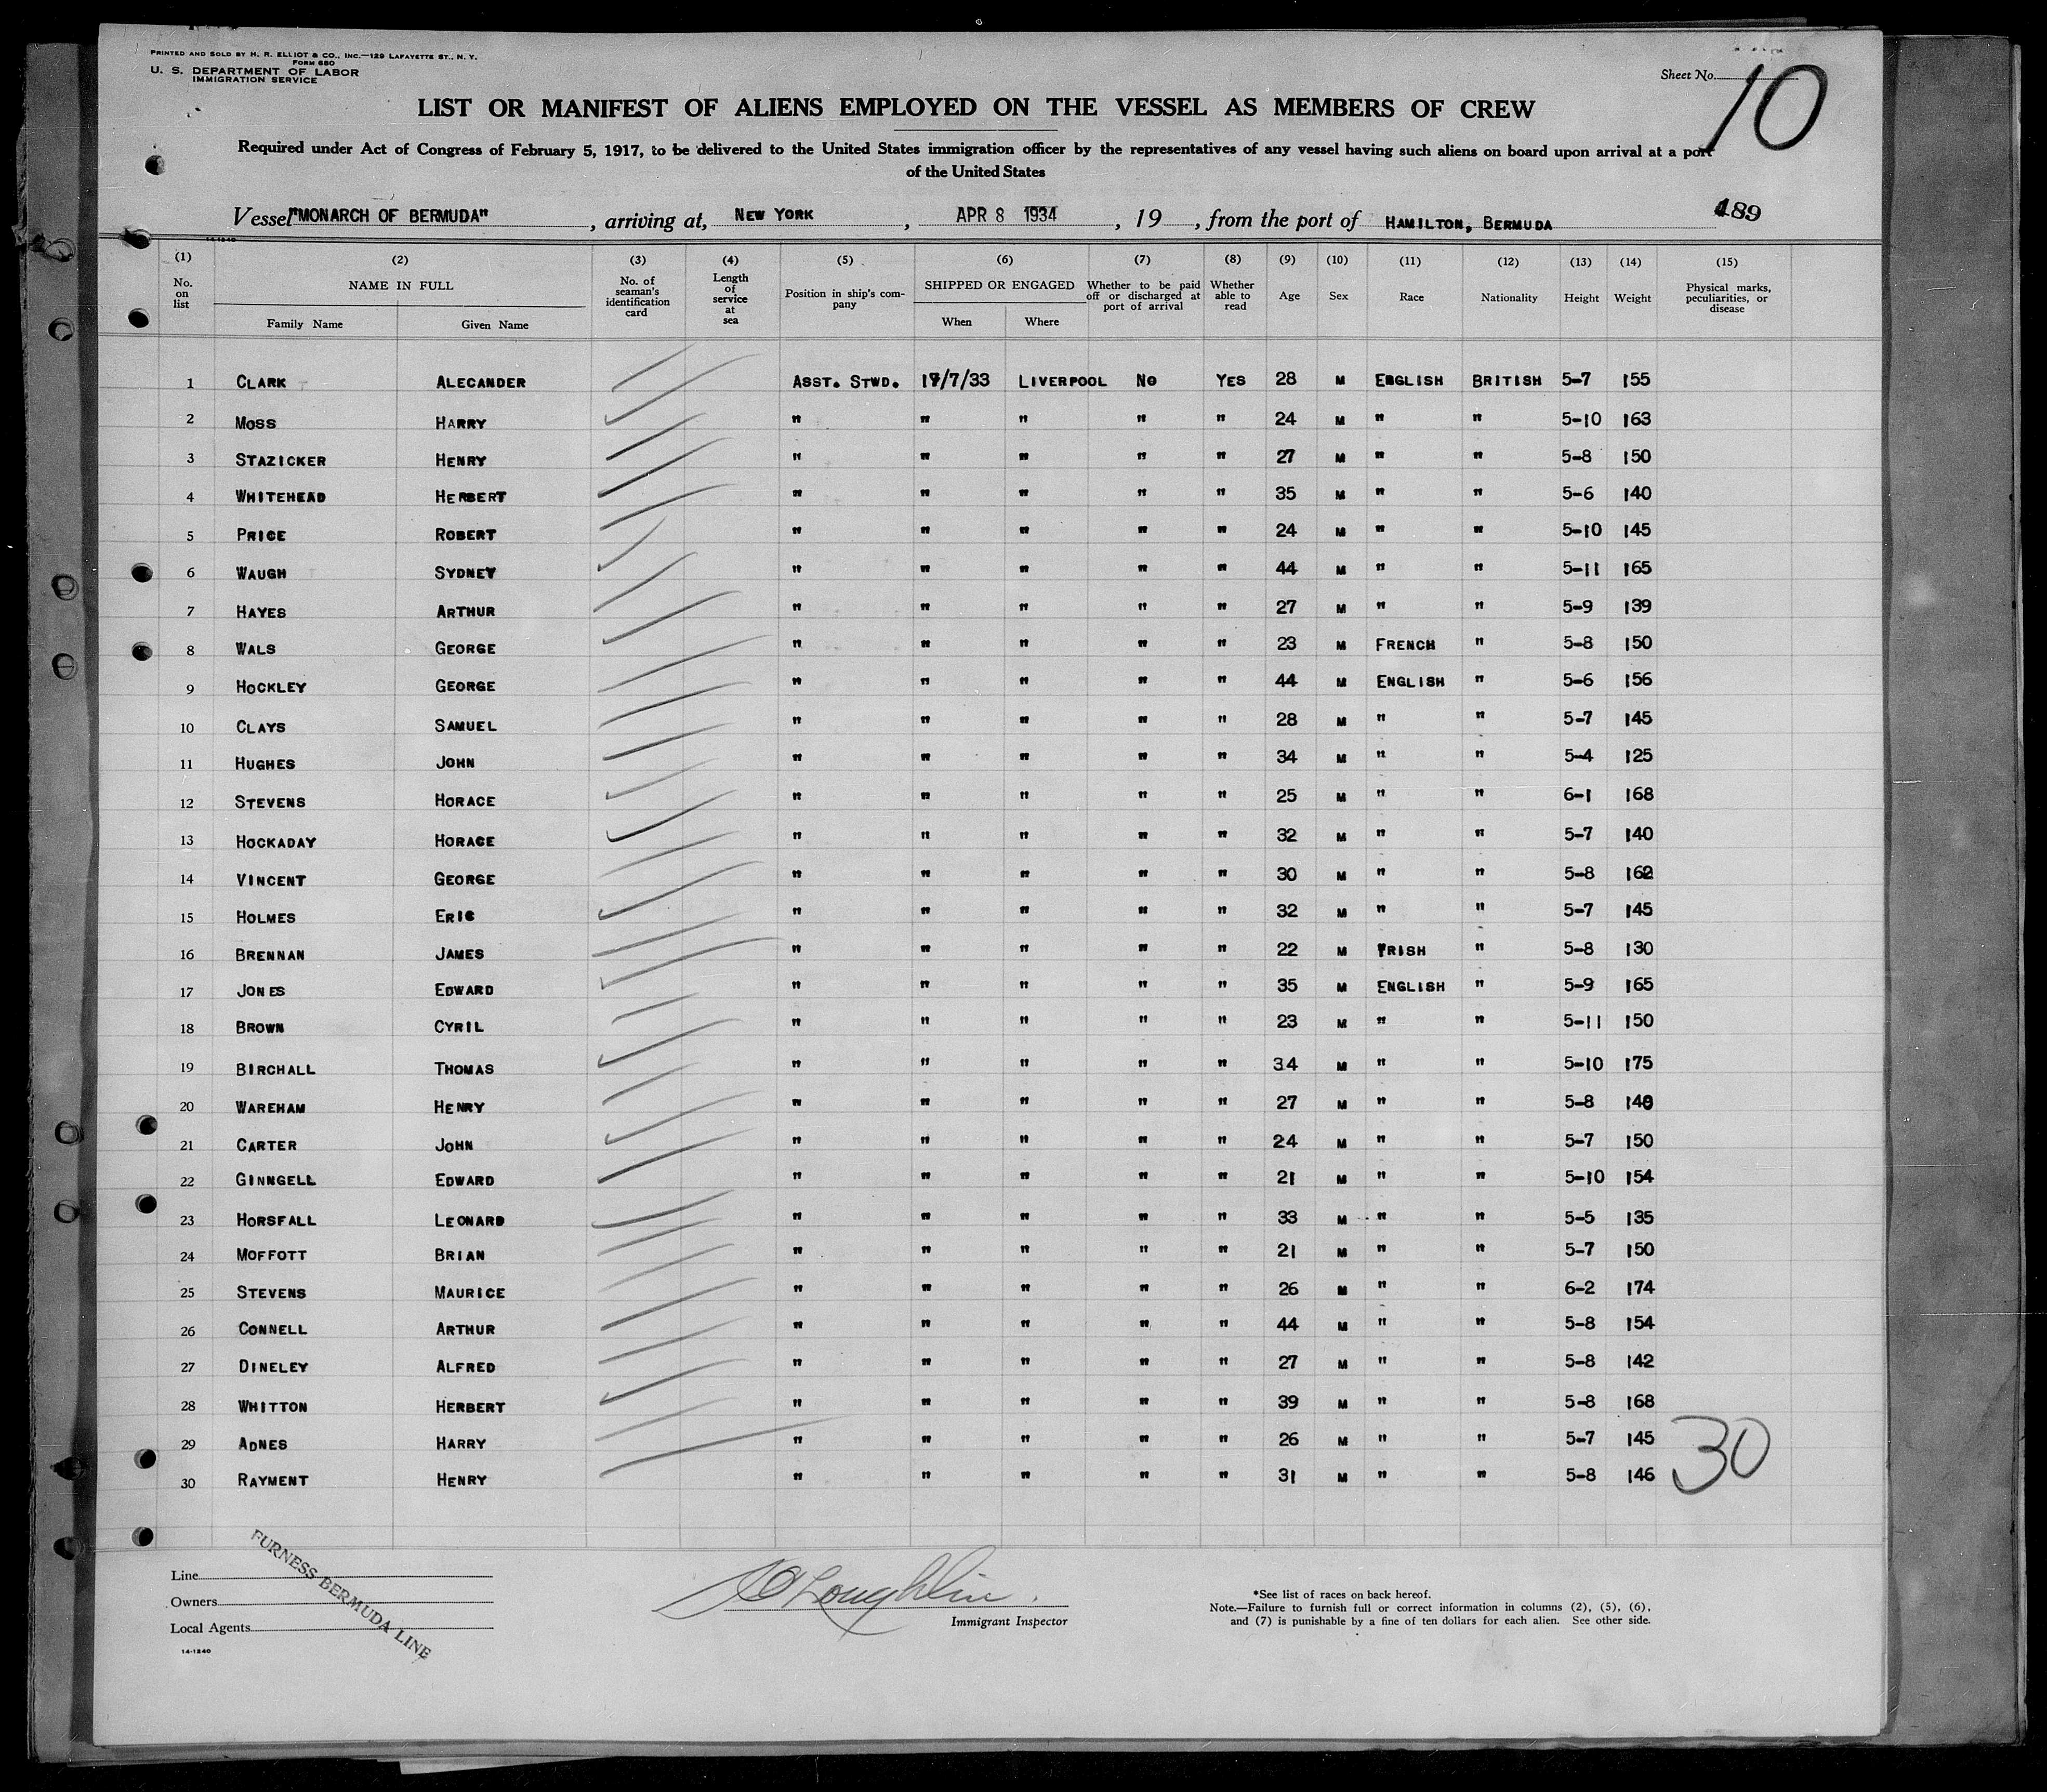 PRINTED AND SOLD BY H. R. ELLIOT & CO., INC.—129 LAFAYETTE ST., N. Y.
FORM 680
U. S. DEPARTMENT OF LABOR
IMMIGRATION SERVICE
Sheet No. 10
LIST OR MANIFEST OF ALIENS EMPLOYED ON THE VESSEL AS MEMBERS OF CREW
Required under Act of Congress of February 5, 1917, to be delivered to the United States immigration officer by the representatives of any vessel having such aliens on board upon arrival at a port
of the United States
Vessel "MONARCH OF BERMUDA", arriving at, NEW YORK, APR 8 1934, 19, from the port of HAMILTON, BERMUDA 189
14-1240
(1) (2) (3) (4) (5) (6) (7) (8) (9) (10) (11) (12) (13) (14) (15)
No. on list NAME IN FULL Family Name Given Name No. of seaman's identification card Length of service at sea Position in ship's company SHIPPED OR ENGAGED When Where Whether to be paid off or discharged at port of arrival Whether able to read Age Sex Race Nationality Height Weight Physical marks, peculiarities, or disease
1 CLARK ALECANDER ASST. STWD. 17/7/33 LIVERPOOL NO YES 28 M ENGLISH BRITISH 5-7 155
2 MOSS HARRY " " " " " 24 M " " 5-10 163
3 STAZICKER HENRY " " " " " 27 M " " 5-8 150
4 WHITEHEAD HERBERT " " " " " 35 M " " 5-6 140
5 PRICE ROBERT " " " " " 24 M " " 5-10 145
6 WAUGH SYDNEY " " " " " 44 M " " 5-11 165
7 HAYES ARTHUR " " " " " 27 M " " 5-9 139
8 WALS GEORGE " " " " " 23 M FRENCH " 5-8 150
9 HOCKLEY GEORGE " " " " " 44 M ENGLISH " 5-6 156
10 CLAYS SAMUEL " " " " " 28 M " " 5-7 145
11 HUGHES JOHN " " " " " 34 M " " 5-4 125
12 STEVENS HORACE " " " " " 25 M " " 6-1 168
13 HOCKADAY HORACE " " " " " 32 M " " 5-7 140
14 VINCENT GEORGE " " " " " 30 M " " 5-8 162
15 HOLMES ERIC " " " " " 32 M " " 5-7 145
16 BRENNAN JAMES " " " " " 22 M IRISH " 5-8 130
17 JONES EDWARD " " " " " 35 M ENGLISH " 5-9 165
18 BROWN CYRIL " " " " " 23 M " " 5-11 150
19 BIRCHALL THOMAS " " " " " 34 M " " 5-10 175
20 WAREHAM HENRY " " " " " 27 M " " 5-8 140
21 CARTER JOHN " " " " " 24 M " " 5-7 150
22 GINNGELL EDWARD " " " " " 21 M " " 5-10 154
23 HORSFALL LEONARD " " " " " 33 M " " 5-5 135
24 MOFFOTT BRIAN " " " " " 21 M " " 5-7 150
25 STEVENS MAURICE " " " " " 26 M " " 6-2 174
26 CONNELL ARTHUR " " " " " 44 M " " 5-8 154
27 DINELEY ALFRED " " " " " 27 M " " 5-8 142
28 WHITTON HERBERT " " " " " 39 M " " 5-8 168
29 ADNES HARRY " " " " " 26 M " " 5-7 145
30 RAYMENT HENRY " " " " " 31 M " " 5-8 146
30
Line
Owners
Local Agents
FURNESS BERMUDA LINE
14-1240
O'Loughlin
Immigrant Inspector
*See list of races on back hereof.
Note.—Failure to furnish full or correct information in columns (2), (5), (6),
and (7) is punishable by a fine of ten dollars for each alien. See other side.